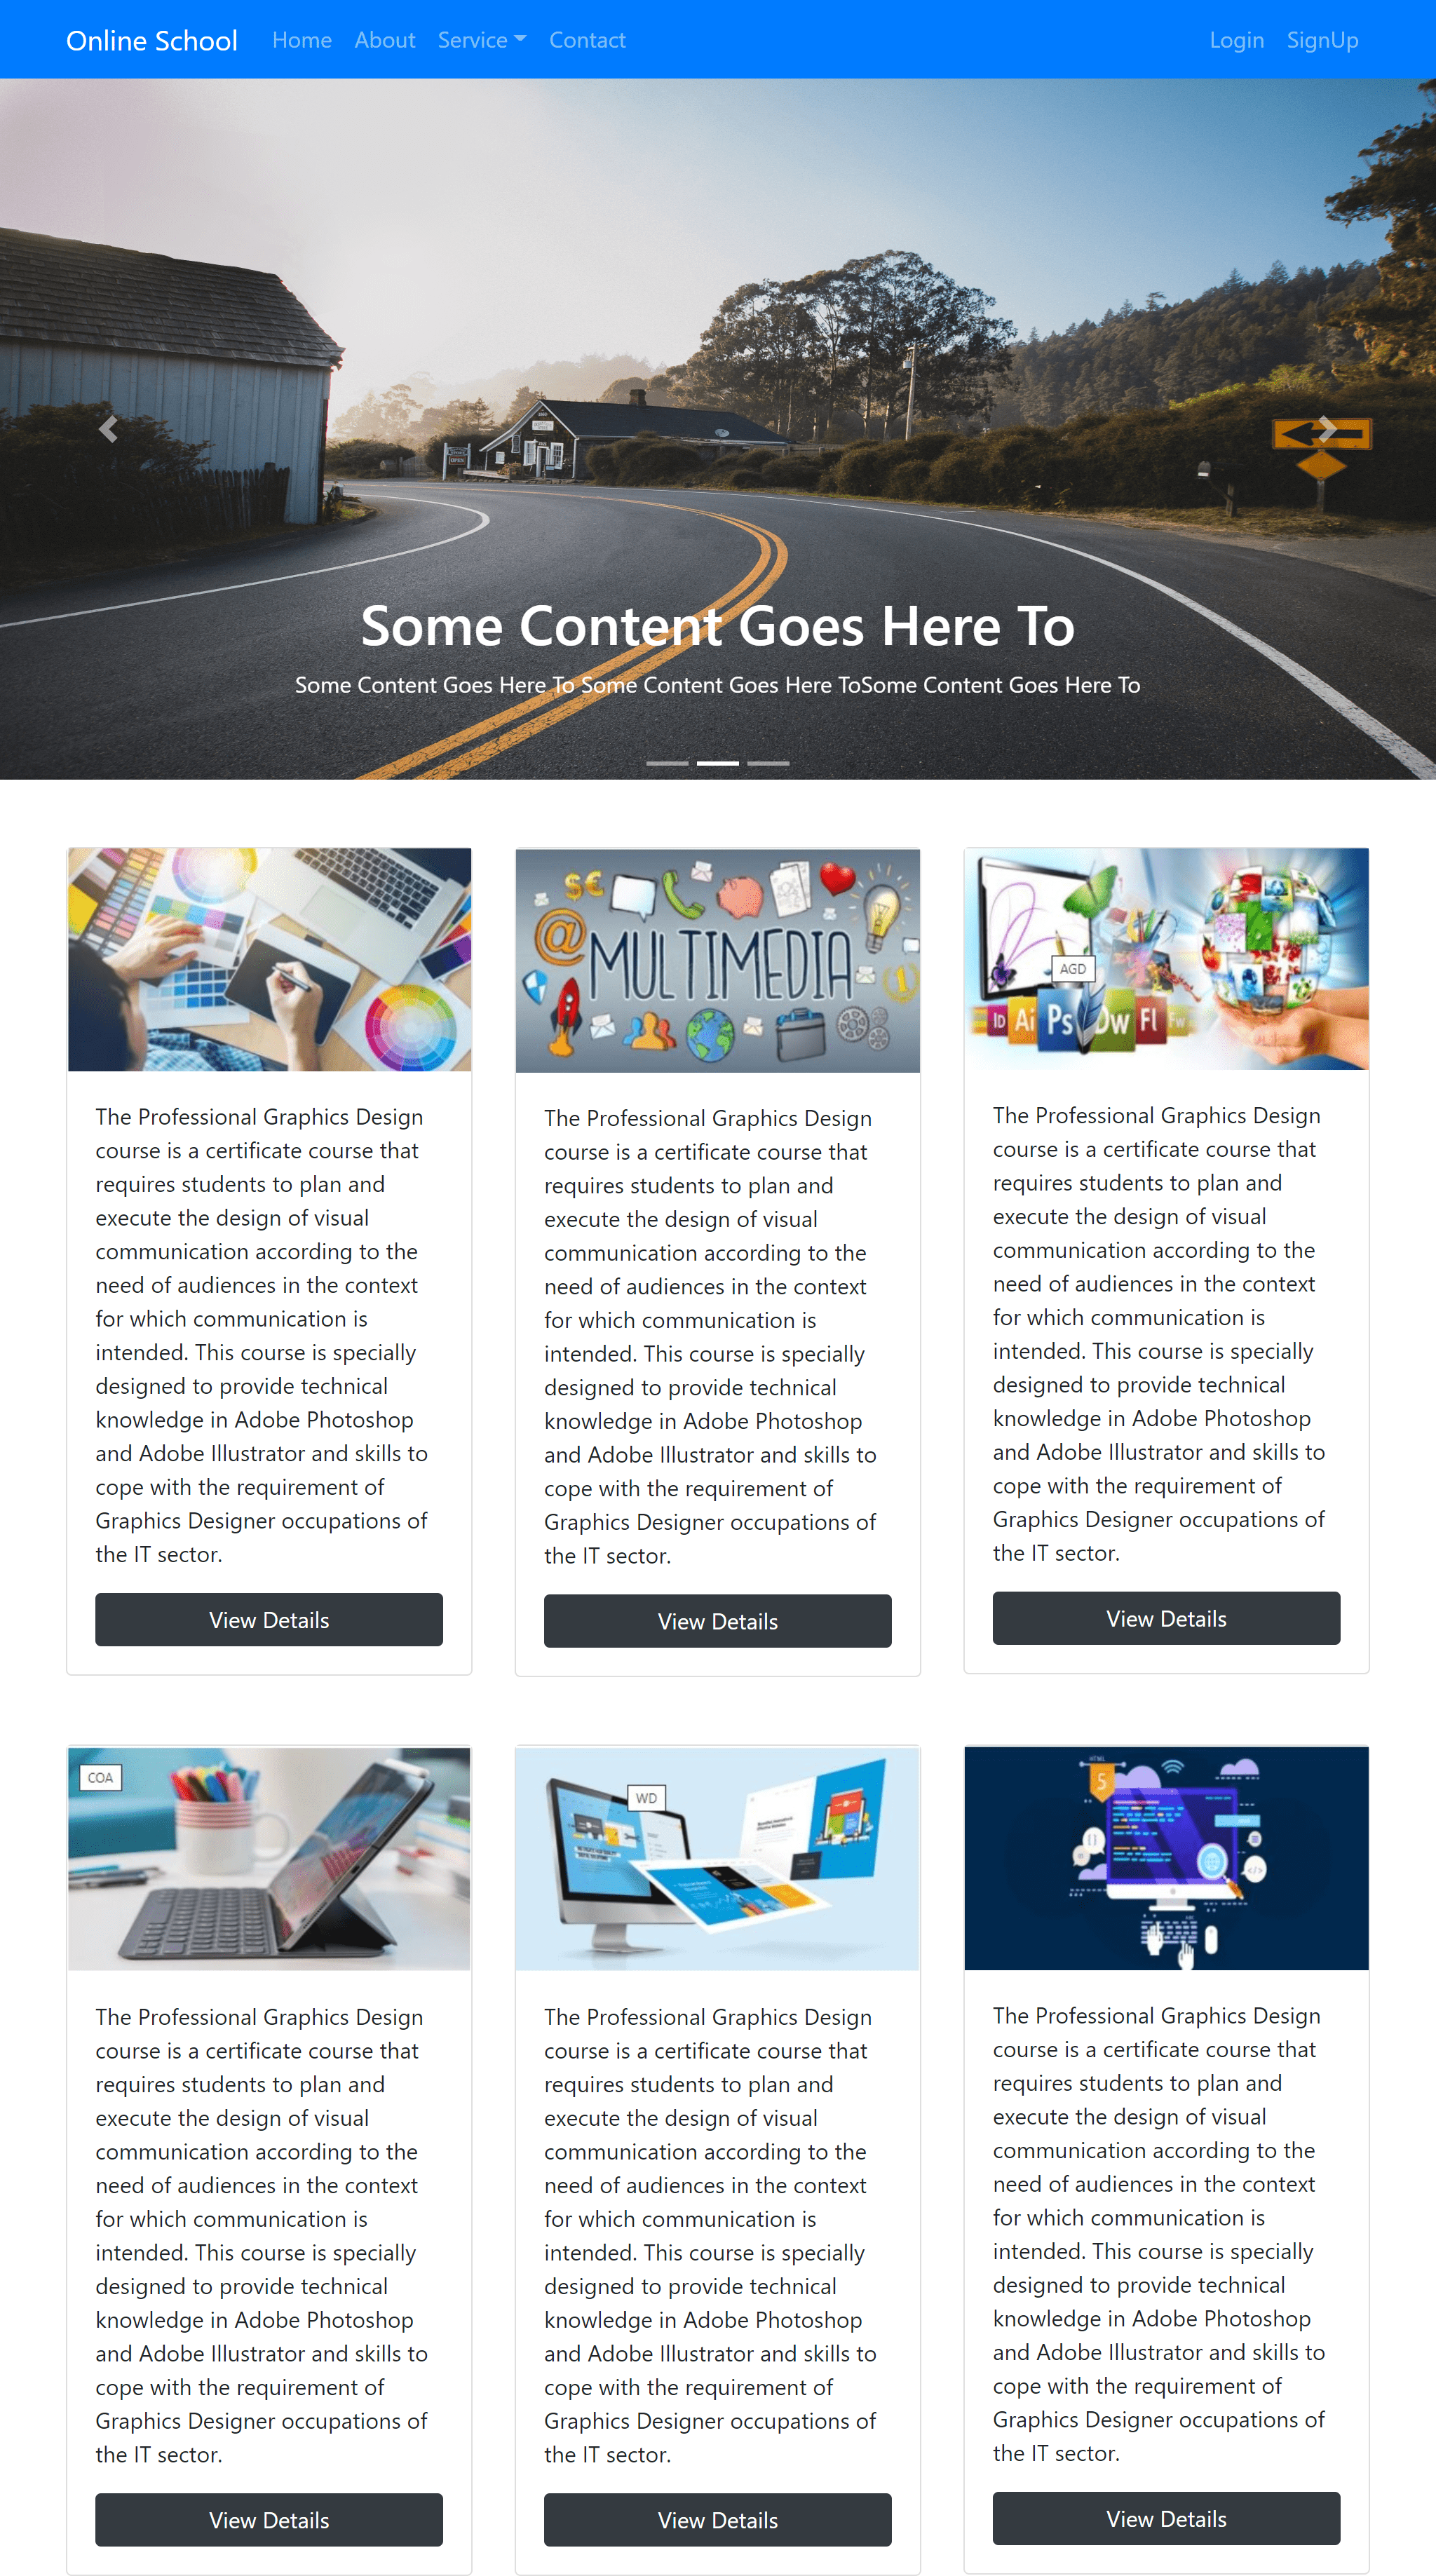 Online School Home About Service Contact Login SignUp
Some Content Goes Here To
Some Content Goes Here To Some Content Goes Here ToSome Content Goes Here To
$€
@MULTIMEDIA
1
AGD
ID Ai Ps Dw Fl Fw
The Professional Graphics Design
course is a certificate course that
requires students to plan and
execute the design of visual
communication according to the
need of audiences in the context
for which communication is
intended. This course is specially
designed to provide technical
knowledge in Adobe Photoshop
and Adobe Illustrator and skills to
cope with the requirement of
Graphics Designer occupations of
the IT sector.
View Details
The Professional Graphics Design
course is a certificate course that
requires students to plan and
execute the design of visual
communication according to the
need of audiences in the context
for which communication is
intended. This course is specially
designed to provide technical
knowledge in Adobe Photoshop
and Adobe Illustrator and skills to
cope with the requirement of
Graphics Designer occupations of
the IT sector.
View Details
The Professional Graphics Design
course is a certificate course that
requires students to plan and
execute the design of visual
communication according to the
need of audiences in the context
for which communication is
intended. This course is specially
designed to provide technical
knowledge in Adobe Photoshop
and Adobe Illustrator and skills to
cope with the requirement of
Graphics Designer occupations of
the IT sector.
View Details
COA
WD
HTML
5
The Professional Graphics Design
course is a certificate course that
requires students to plan and
execute the design of visual
communication according to the
need of audiences in the context
for which communication is
intended. This course is specially
designed to provide technical
knowledge in Adobe Photoshop
and Adobe Illustrator and skills to
cope with the requirement of
Graphics Designer occupations of
the IT sector.
View Details
The Professional Graphics Design
course is a certificate course that
requires students to plan and
execute the design of visual
communication according to the
need of audiences in the context
for which communication is
intended. This course is specially
designed to provide technical
knowledge in Adobe Photoshop
and Adobe Illustrator and skills to
cope with the requirement of
Graphics Designer occupations of
the IT sector.
View Details
The Professional Graphics Design
course is a certificate course that
requires students to plan and
execute the design of visual
communication according to the
need of audiences in the context
for which communication is
intended. This course is specially
designed to provide technical
knowledge in Adobe Photoshop
and Adobe Illustrator and skills to
cope with the requirement of
Graphics Designer occupations of
the IT sector.
View Details